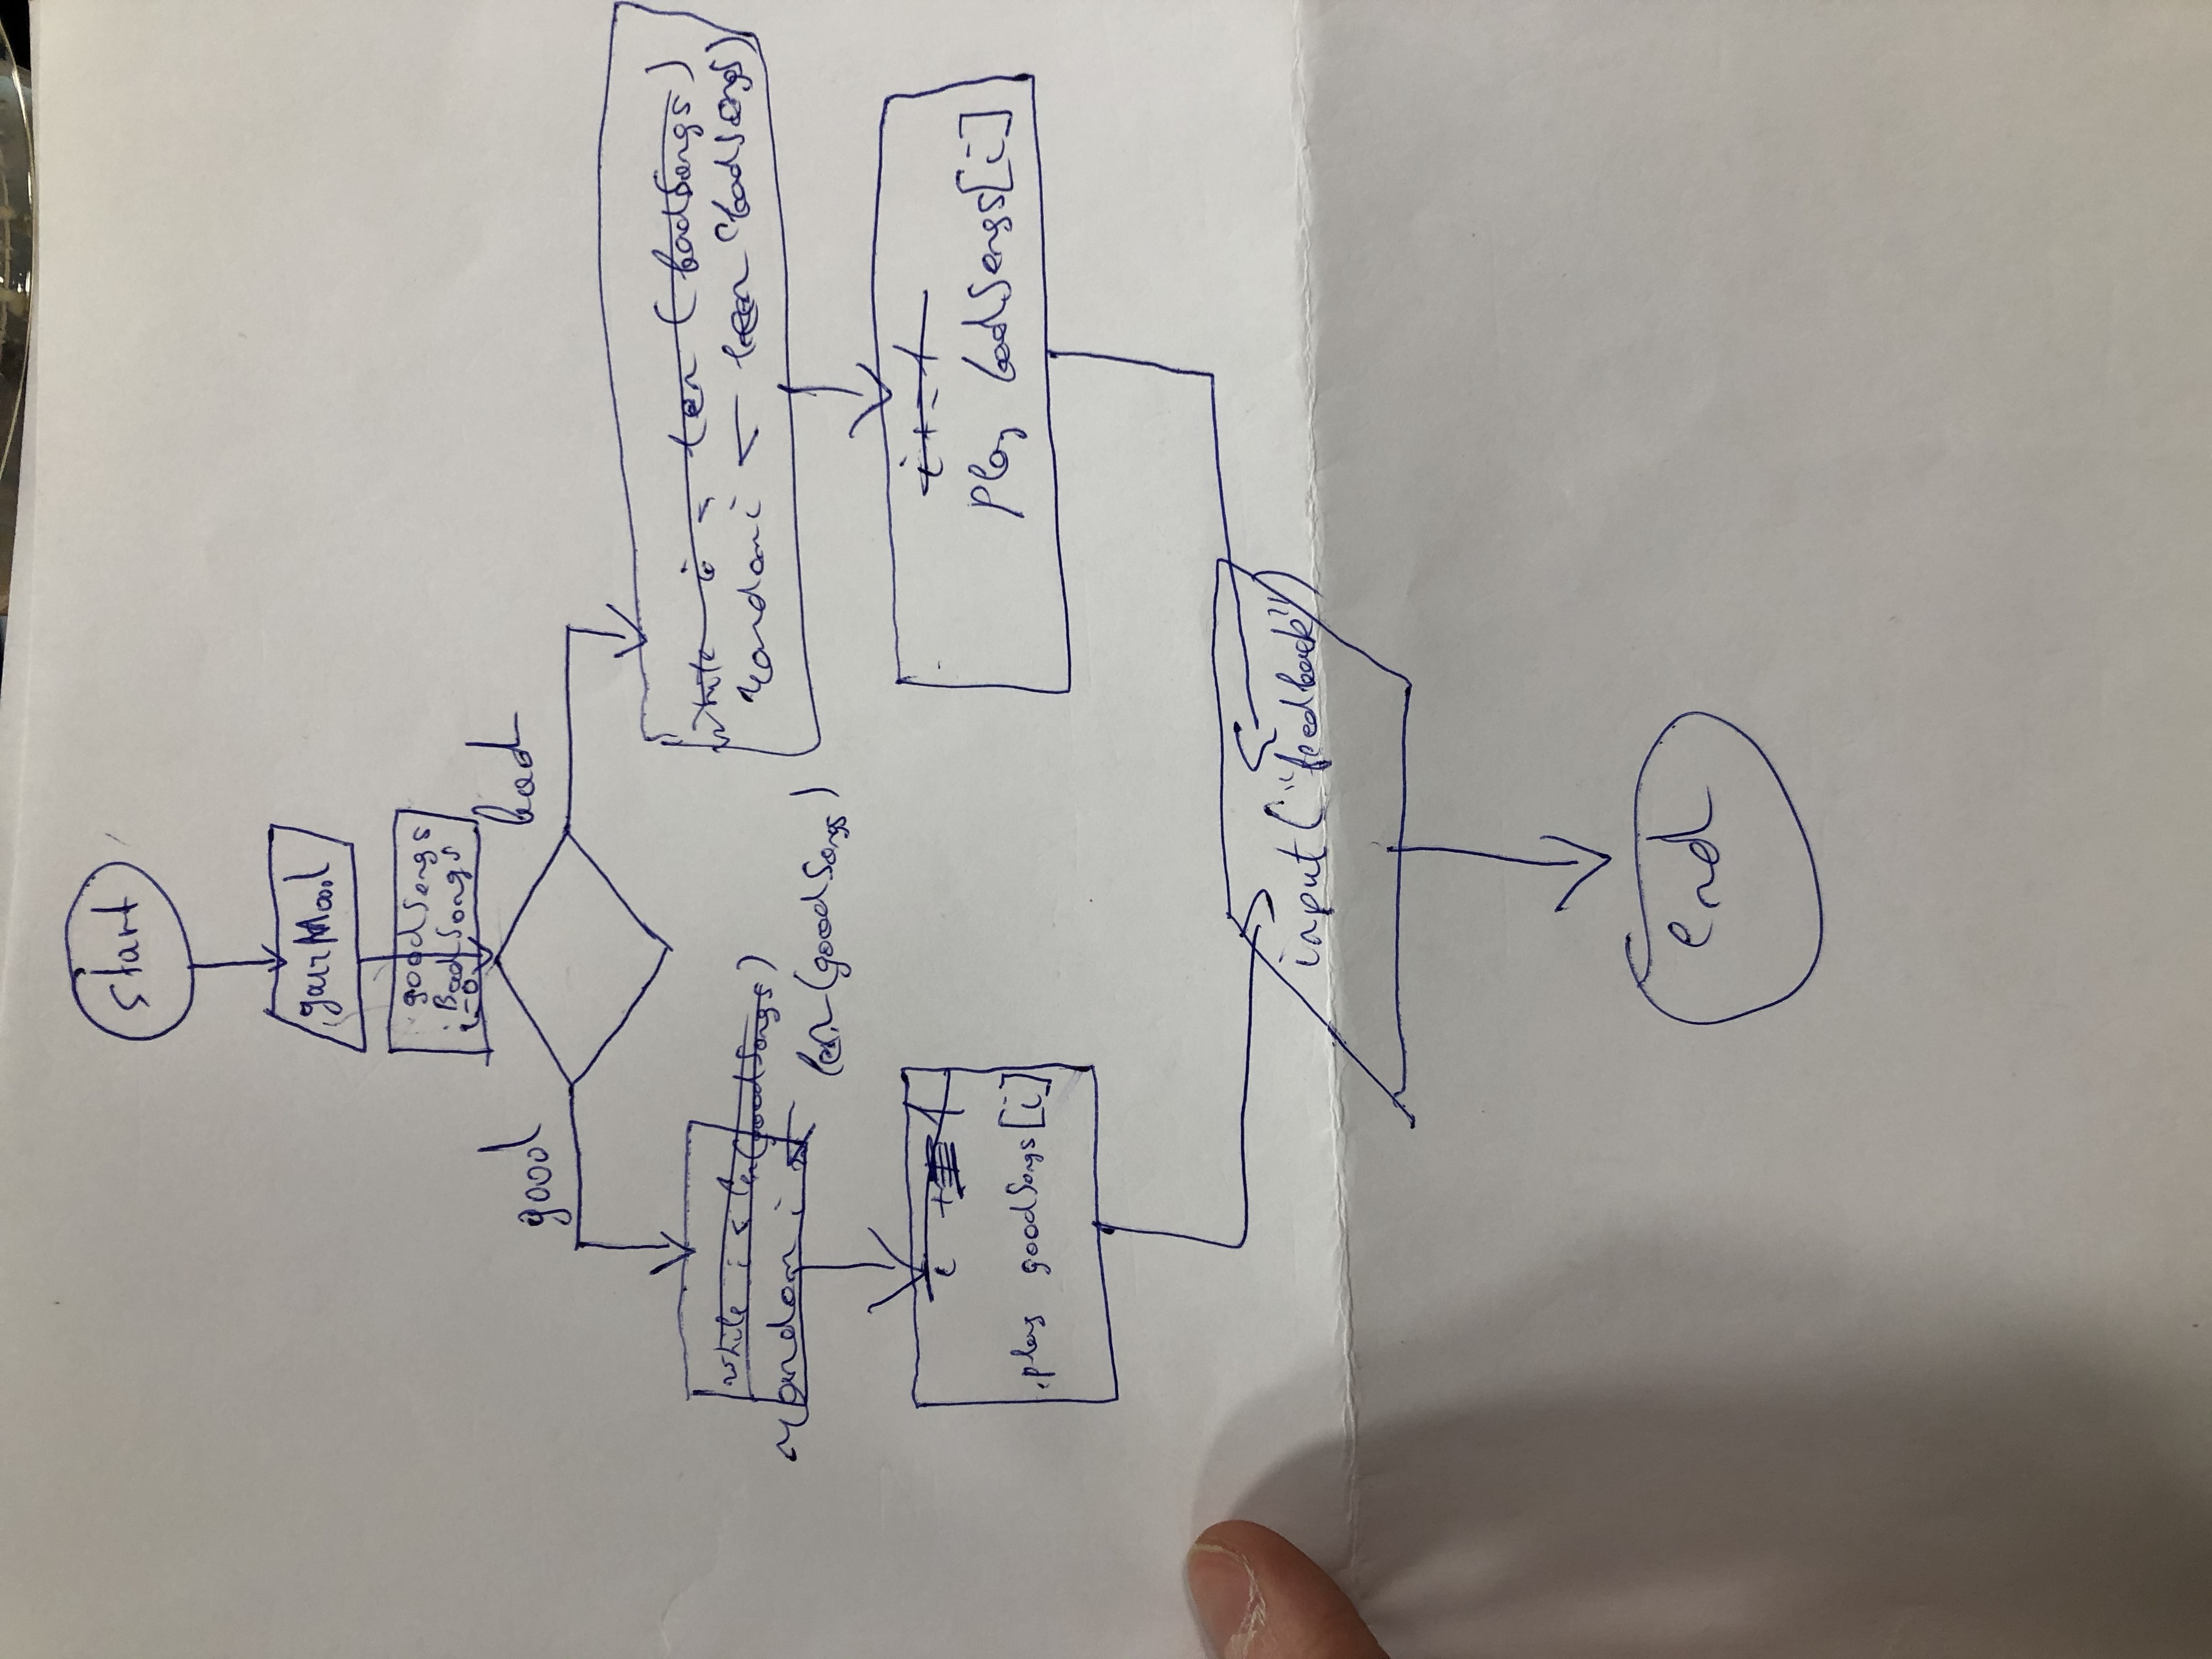 start
yourMood
goodSongs
BadSongs
i=0
good
bad
while i < len(goodSongs)
random i <
len(goodSongs)
while i < len (badSongs)
random i < len (badSongs)
i + 1
play goodSongs[i]
i += 1
play badSongs[i]
input("feedback")
end